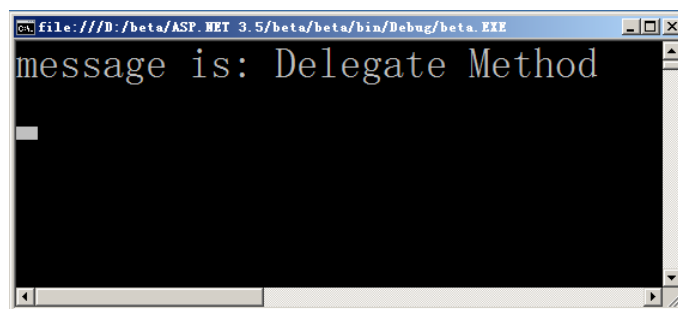 file:///D:/beta/ASP.NET 3.5/beta/beta/bin/Debug/beta.EXE
message is: Delegate Method